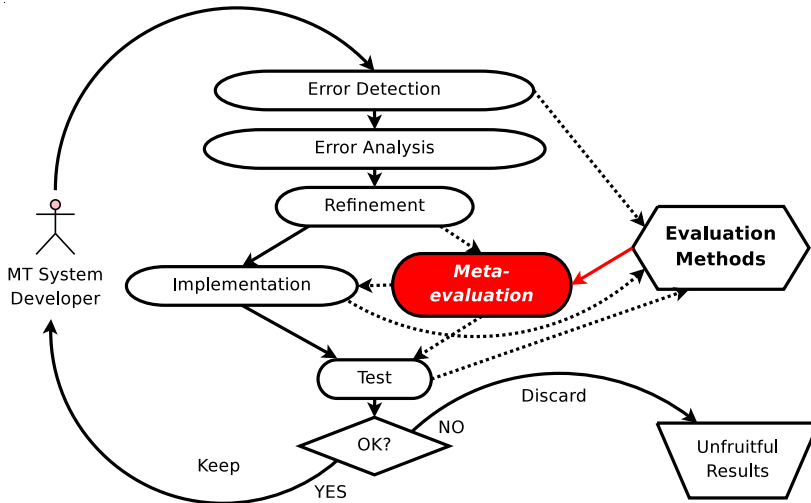 Error Detection
Error Analysis
Refinement
MT System
Developer
Implementation
Meta-
evaluation
Evaluation
Methods
Test
Discard
OK?
NO
Keep
YES
Unfruitful
Results